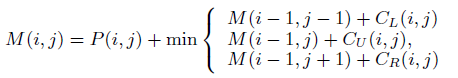 M(i − 1, j − 1) + C_L(i, j)
M(i, j) = P(i, j) + min { M(i − 1, j) + C_U(i, j),
M(i − 1, j + 1) + C_R(i, j)